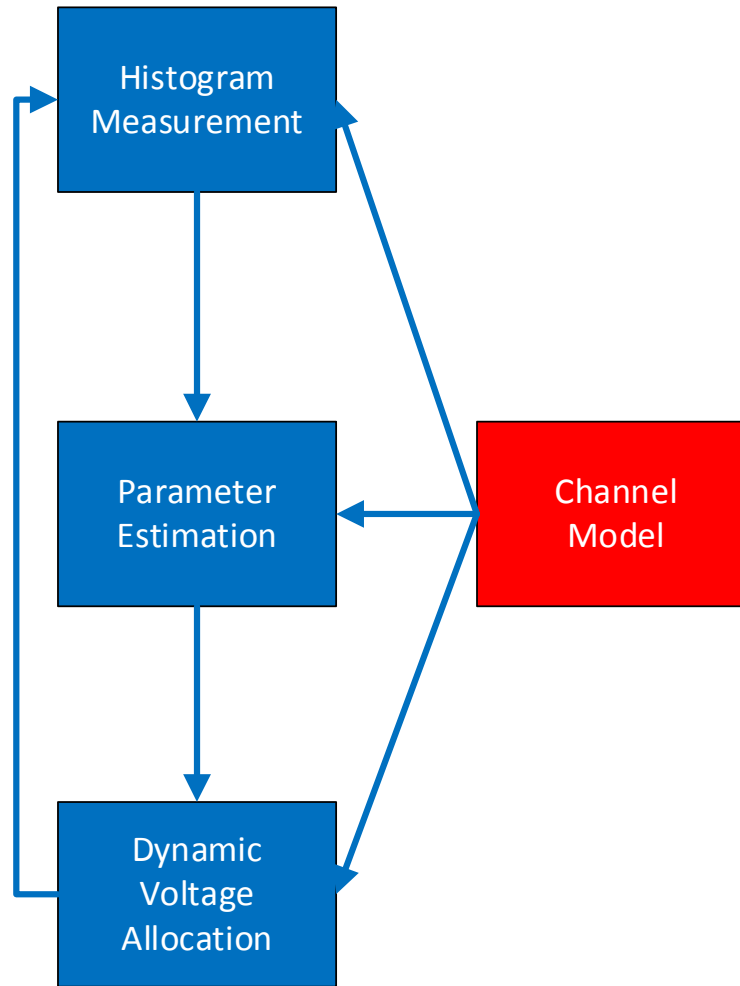 Histogram
Measurement
Parameter
Estimation
Channel
Model
Dynamic
Voltage
Allocation